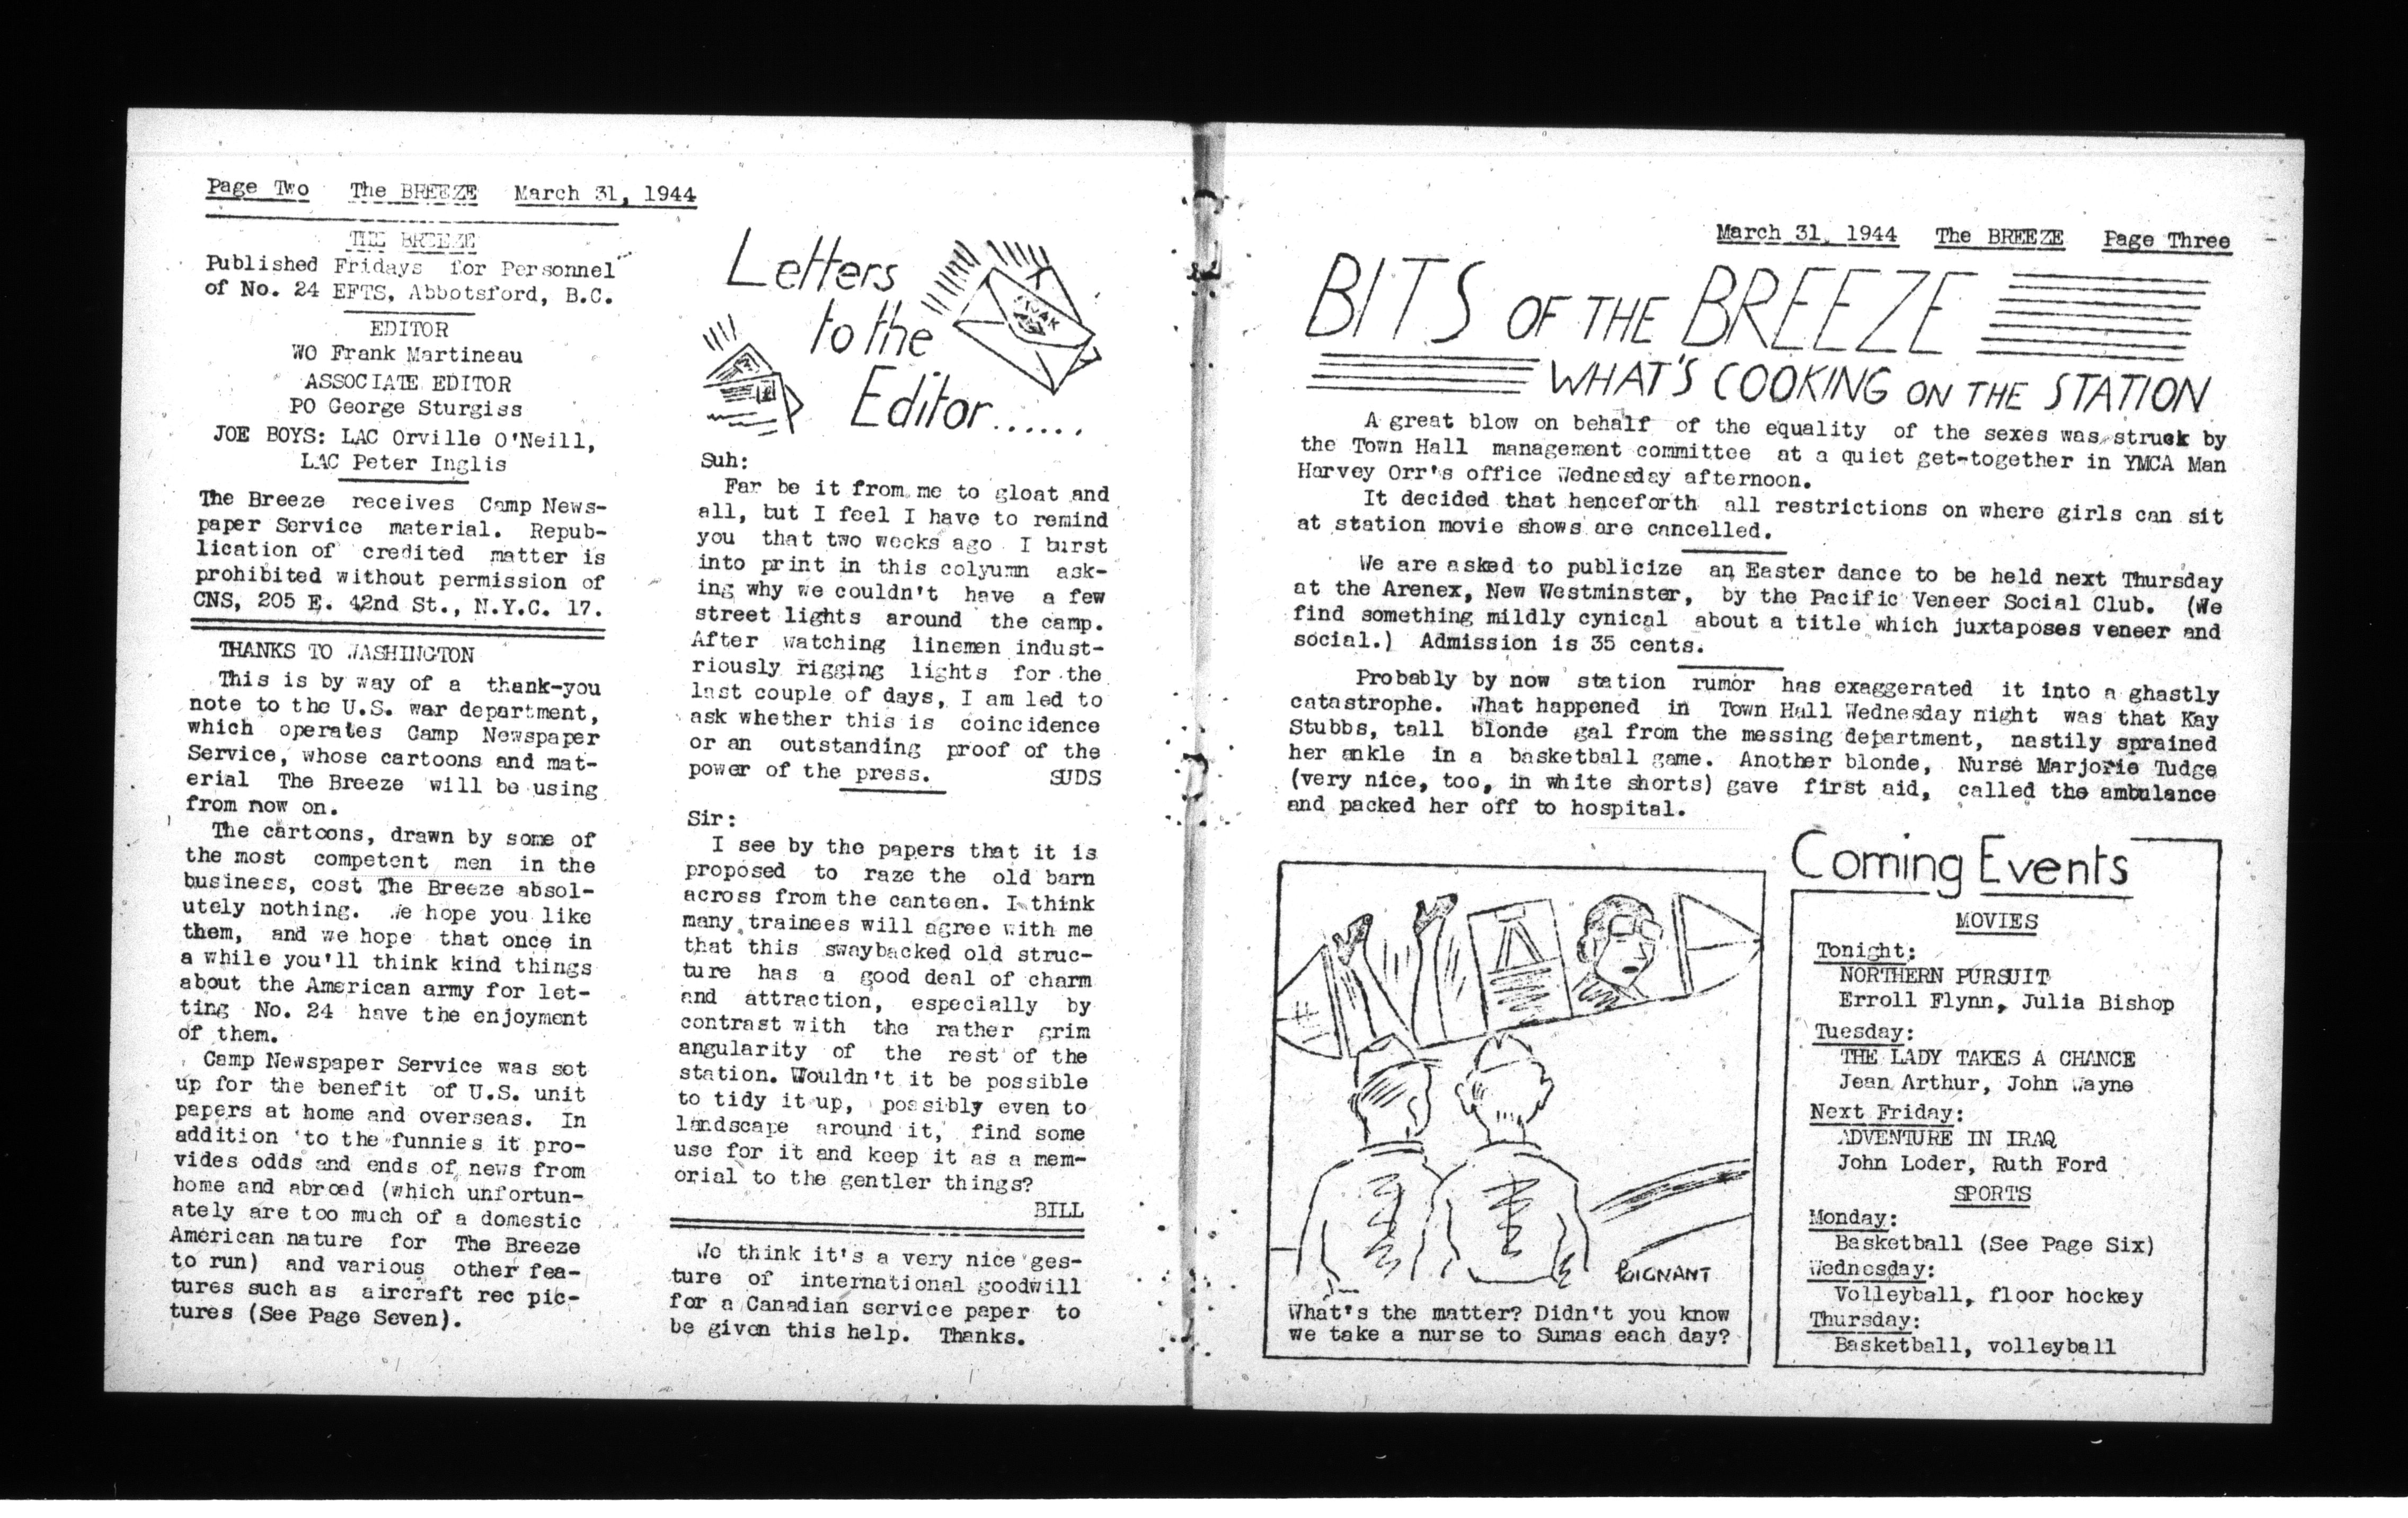 Page Two The BREEZE March 31, 1944
THE BREEZE
Published Fridays for Personnel
of No. 24 EFTS, Abbotsford, B.C.
EDITOR
WO Frank Martineau
ASSOCIATE EDITOR
PO George Sturgiss
JOE BOYS: LAC Orville O'Neill,
LAC Peter Inglis
The Breeze receives Camp News-
paper Service material. Repub-
lication of credited matter is
prohibited without permission of
CNS, 205 E. 42nd St., N.Y.C. 17.
THANKS TO WASHINGTON
This is by way of a thank-you
note to the U.S. war department,
which operates Camp Newspaper
Service, whose cartoons and mat-
erial The Breeze will be using
from now on.
The cartoons, drawn by some of
the most competent men in the
business, cost The Breeze absol-
utely nothing. We hope you like
them, and we hope that once in
a while you'll think kind things
about the American army for let-
ting No. 24 have the enjoyment
of them.
Camp Newspaper Service was set
up for the benefit of U.S. unit
papers at home and overseas. In
addition to the funnies it pro-
vides odds and ends of news from
home and abroad (which unfortun-
ately are too much of a domestic
American nature for The Breeze
to run) and various other fea-
tures such as aircraft rec pic-
tures (See Page Seven).
Letters
to the
Editor......
Suh:
Far be it from me to gloat and
all, but I feel I have to remind
you that two weeks ago I burst
into print in this colyumn ask-
ing why we couldn't have a few
street lights around the camp.
After watching linemen indust-
riously rigging lights for the
last couple of days, I am led to
ask whether this is coincidence
or an outstanding proof of the
power of the press. SUDS
Sir:
I see by the papers that it is
proposed to raze the old barn
across from the canteen. I think
many trainees will agree with me
that this swaybacked old struc-
ture has a good deal of charm
and attraction, especially by
contrast with the rather grim
angularity of the rest of the
station. Wouldn't it be possible
to tidy it up, possibly even to
landscape around it, find some
use for it and keep it as a mem-
orial to the gentler things?
BILL
We think it's a very nice ges-
ture of international goodwill
for a Canadian service paper to
be given this help. Thanks.
March 31, 1944 The BREEZE Page Three
BITS OF THE BREEZE
WHAT'S COOKING ON THE STATION
A great blow on behalf of the equality of the sexes was struck by
the Town Hall management committee at a quiet get-together in YMCA Man
Harvey Orr's office Wednesday afternoon.
It decided that henceforth all restrictions on where girls can sit
at station movie shows are cancelled.
We are asked to publicize an Easter dance to be held next Thursday
at the Arenex, New Westminster, by the Pacific Veneer Social Club. (We
find something mildly cynical about a title which juxtaposes veneer and
social.) Admission is 35 cents.
Probably by now station rumor has exaggerated it into a ghastly
catastrophe. What happened in Town Hall Wednesday night was that Kay
Stubbs, tall blonde gal from the messing department, nastily sprained
her ankle in a basketball game. Another blonde, Nurse Marjorie Tudge
(very nice, too, in white shorts) gave first aid, called the ambulance
and packed her off to hospital.
POIGNANT
What's the matter? Didn't you know
we take a nurse to Sumas each day?
Coming Events
MOVIES
Tonight:
NORTHERN PURSUIT
Erroll Flynn, Julia Bishop
Tuesday:
THE LADY TAKES A CHANCE
Jean Arthur, John Wayne
Next Friday:
ADVENTURE IN IRAQ
John Loder, Ruth Ford
SPORTS
Monday:
Basketball (See Page Six)
Wednesday:
Volleyball, floor hockey
Thursday:
Basketball, volleyball